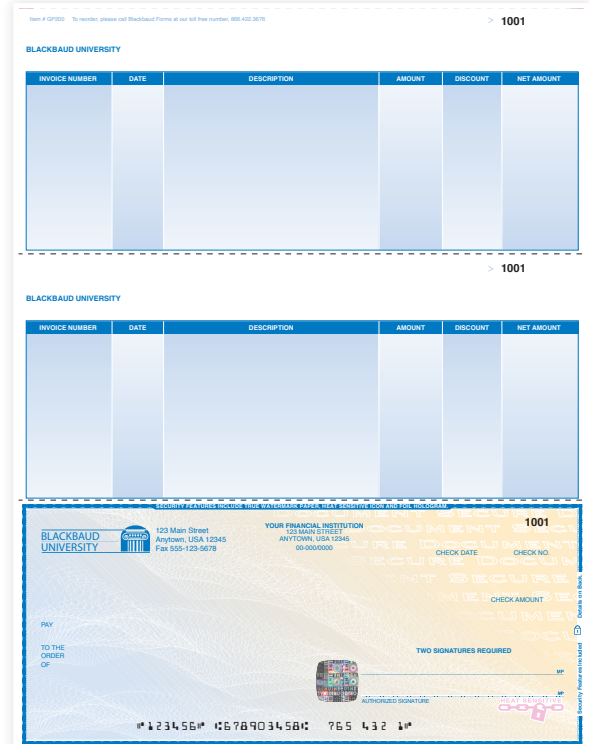 Item # GF999 To reorder, please call Blackbaud Forms at our toll free number, 866.433.3678
> 1001
BLACKBAUD UNIVERSITY
INVOICE NUMBER DATE DESCRIPTION AMOUNT DISCOUNT NET AMOUNT
> 1001
BLACKBAUD UNIVERSITY
INVOICE NUMBER DATE DESCRIPTION AMOUNT DISCOUNT NET AMOUNT
SECURITY FEATURES INCLUDE TRUE WATERMARK PAPER, HEAT SENSITIVE ICON AND FOIL HOLOGRAM.
1001
BLACKBAUD
UNIVERSITY
123 Main Street
Anytown, USA 12345
Fax 555-123-5678
YOUR FINANCIAL INSTITUTION
123 MAIN STREET
ANYTOWN, USA 12345
00-000/0000
CHECK DATE CHECK NO.
CHECK AMOUNT
PAY
TO THE
ORDER
OF
TWO SIGNATURES REQUIRED
MP
MP
AUTHORIZED SIGNATURE
HEAT SENSITIVE
Security Features Included Details on Back.
⑈123456⑈ ⑆678903458⑆ 765 432 1⑈